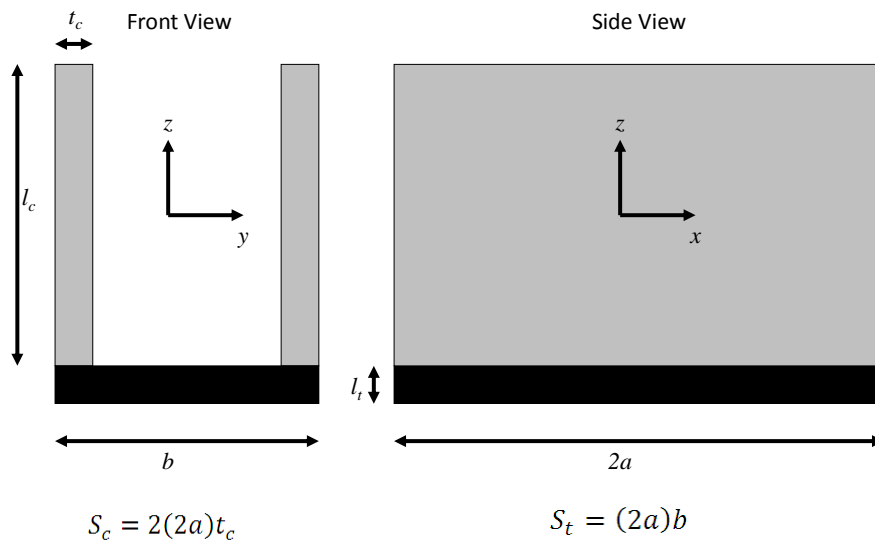 t_c
Front View
Side View
z
z
l_c
y
x
l_t
b
2a
S_c = 2(2a)t_c
S_t = (2a)b